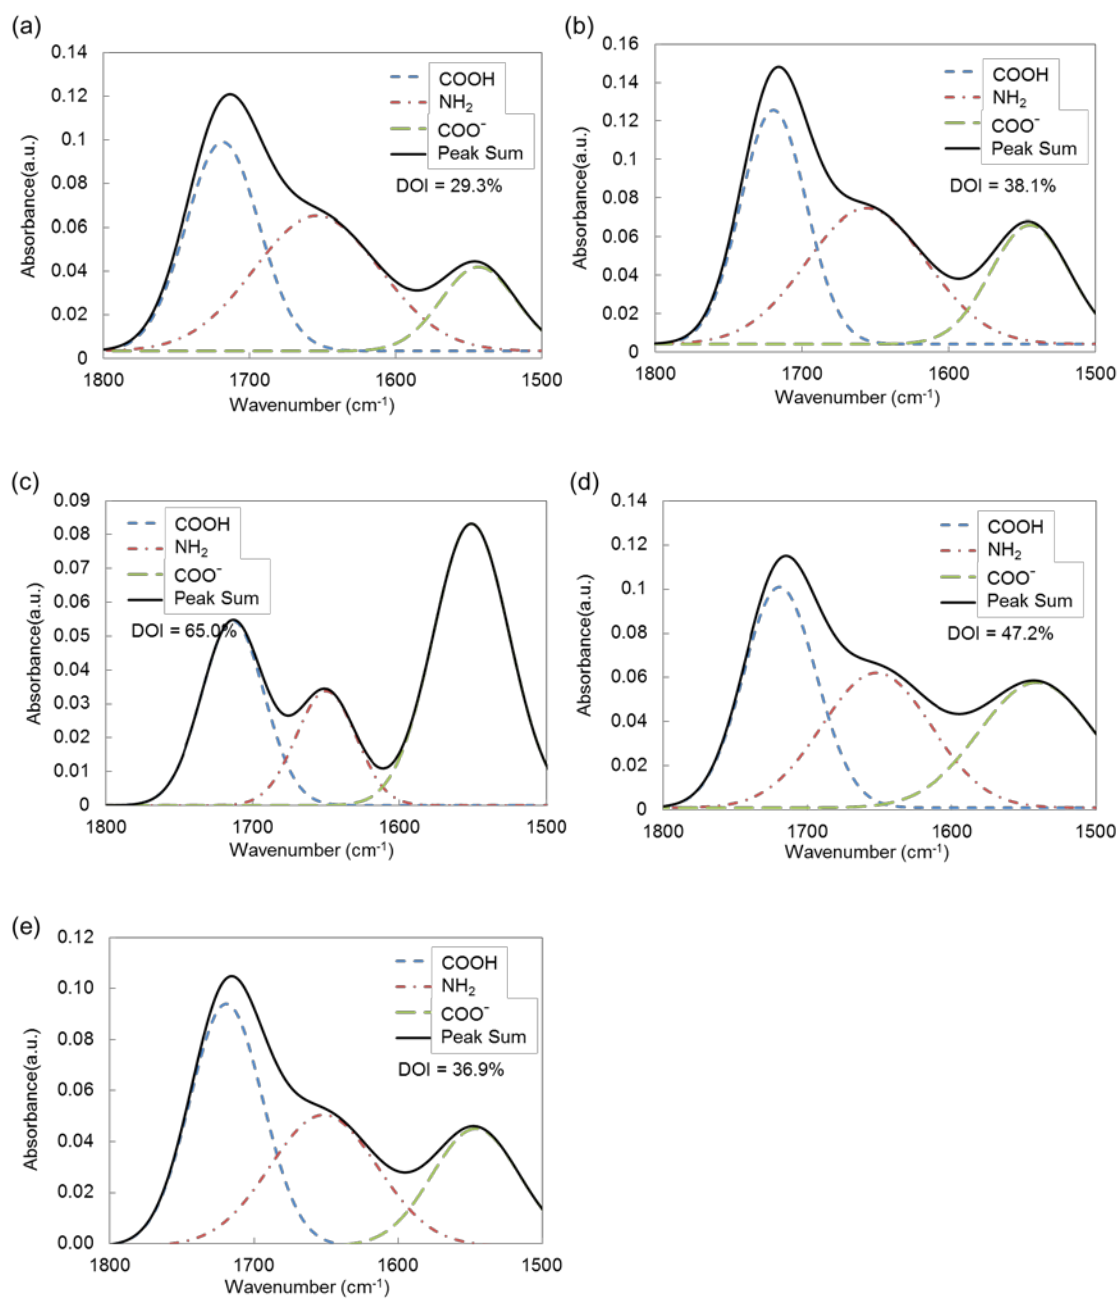 (a)
0.14
0.12
0.1
0.08
0.06
0.04
0.02
0
Absorbance(a.u.)
COOH
NH₂
COO⁻
Peak Sum
DOI = 29.3%
1800 1700 1600 1500
Wavenumber (cm⁻¹)
(b)
0.16
0.14
0.12
0.1
0.08
0.06
0.04
0.02
0
Absorbance(a.u.)
COOH
NH₂
COO⁻
Peak Sum
DOI = 38.1%
1800 1700 1600 1500
Wavenumber (cm⁻¹)
(c)
0.09
0.08
0.07
0.06
0.05
0.04
0.03
0.02
0.01
0
Absorbance(a.u.)
COOH
NH₂
COO⁻
Peak Sum
DOI = 65.0%
1800 1700 1600 1500
Wavenumber (cm⁻¹)
(d)
0.14
0.12
0.1
0.08
0.06
0.04
0.02
0
Absorbance(a.u.)
COOH
NH₂
COO⁻
Peak Sum
DOI = 47.2%
1800 1700 1600 1500
Wavenumber (cm⁻¹)
(e)
0.12
0.10
0.08
0.06
0.04
0.02
0.00
Absorbance(a.u.)
COOH
NH₂
COO⁻
Peak Sum
DOI = 36.9%
1800 1700 1600 1500
Wavenumber (cm⁻¹)